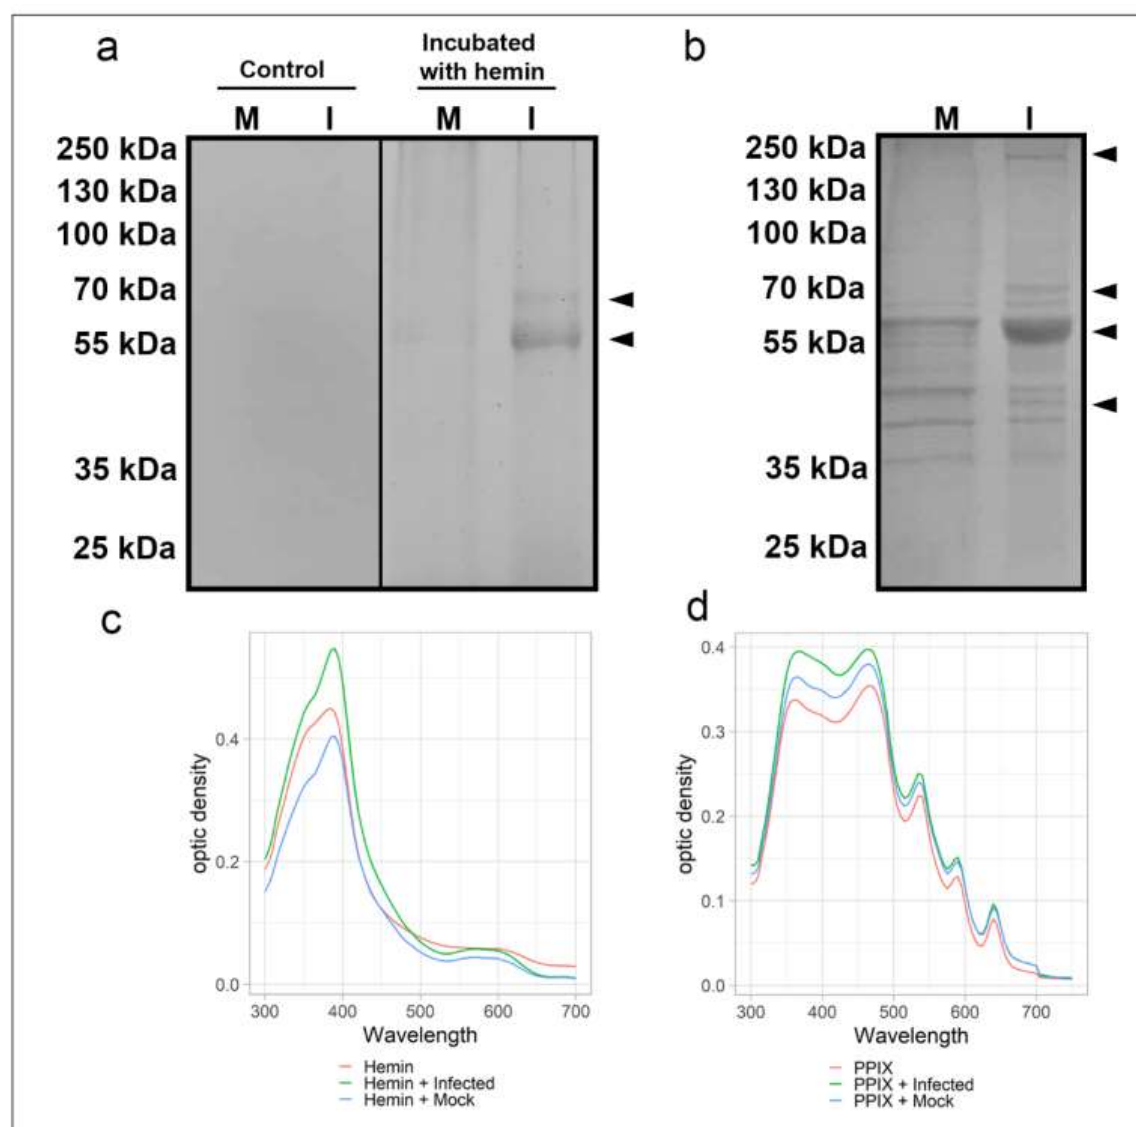 a
b
Control
Incubated
with hemin
M I M I
M I
250 kDa
130 kDa
100 kDa
70 kDa
55 kDa
35 kDa
25 kDa
250 kDa
130 kDa
100 kDa
70 kDa
55 kDa
35 kDa
25 kDa
c
optic density
0.4
0.2
0.0
300 400 500 600 700
Wavelength
Hemin
Hemin + Infected
Hemin + Mock
d
optic density
0.4
0.3
0.2
0.1
0.0
300 400 500 600 700
Wavelength
PPIX
PPIX + Infected
PPIX + Mock